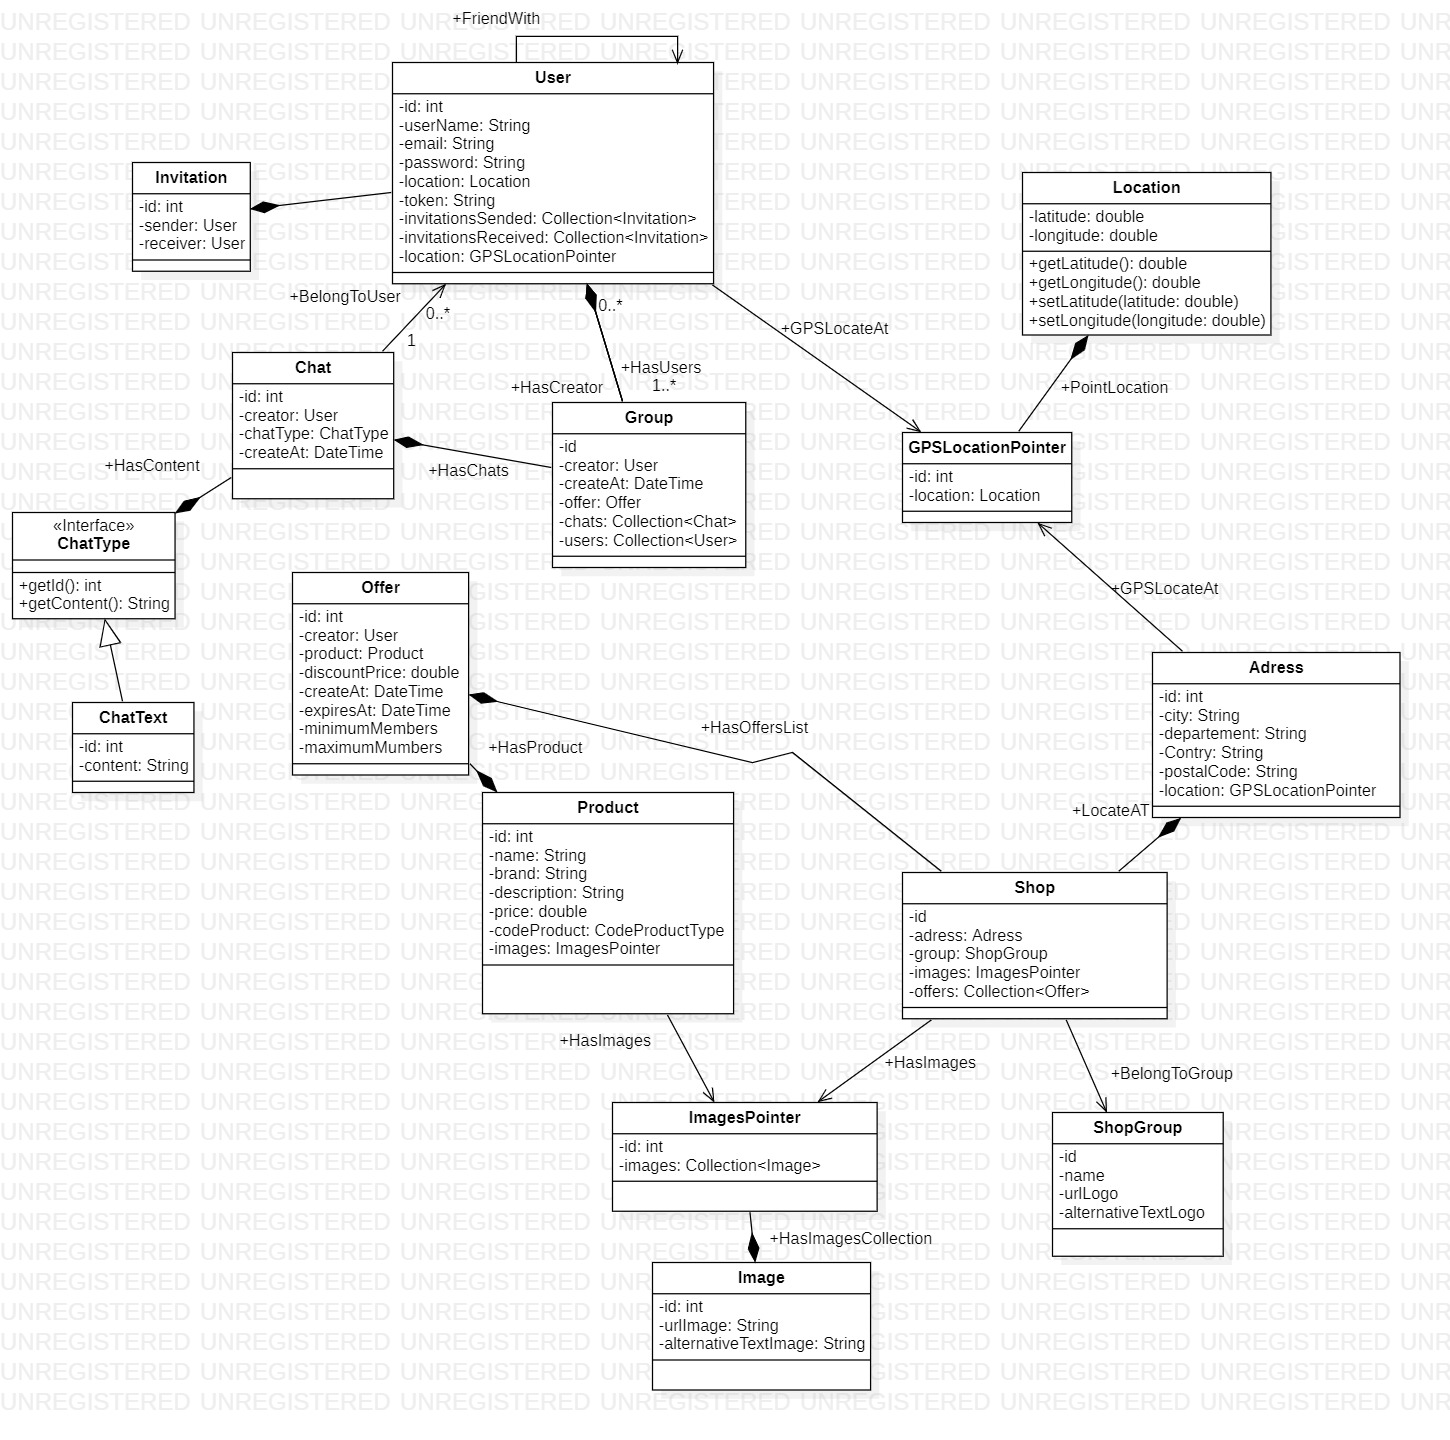 +FriendWith
User
-id: int
-userName: String
-email: String
-password: String
-location: Location
-token: String
-invitationsSended: Collection<Invitation>
-invitationsReceived: Collection<Invitation>
-location: GPSLocationPointer
Invitation
-id: int
-sender: User
-receiver: User
Location
-latitude: double
-longitude: double
+getLatitude(): double
+getLongitude(): double
+setLatitude(latitude: double)
+setLongitude(longitude: double)
+BelongToUser
0..*
1
0..*
+HasUsers
1..*
+HasCreator
+GPSLocateAt
+PointLocation
Chat
-id: int
-creator: User
-chatType: ChatType
-createAt: DateTime
+HasChats
Group
-id
-creator: User
-createAt: DateTime
-offer: Offer
-chats: Collection<Chat>
-users: Collection<User>
GPSLocationPointer
-id: int
-location: Location
+HasContent
«Interface»
ChatType
+getId(): int
+getContent(): String
ChatText
-id: int
-content: String
Offer
-id: int
-creator: User
-product: Product
-discountPrice: double
-createAt: DateTime
-expiresAt: DateTime
-minimumMembers
-maximumMumbers
+GPSLocateAt
Adress
-id: int
-city: String
-departement: String
-Contry: String
-postalCode: String
-location: GPSLocationPointer
+HasOffersList
+HasProduct
+LocateAT
Product
-id: int
-name: String
-brand: String
-description: String
-price: double
-codeProduct: CodeProductType
-images: ImagesPointer
Shop
-id
-adress: Adress
-group: ShopGroup
-images: ImagesPointer
-offers: Collection<Offer>
+HasImages
+HasImages
+BelongToGroup
ImagesPointer
-id: int
-images: Collection<Image>
ShopGroup
-id
-name
-urlLogo
-alternativeTextLogo
+HasImagesCollection
Image
-id: int
-urlImage: String
-alternativeTextImage: String